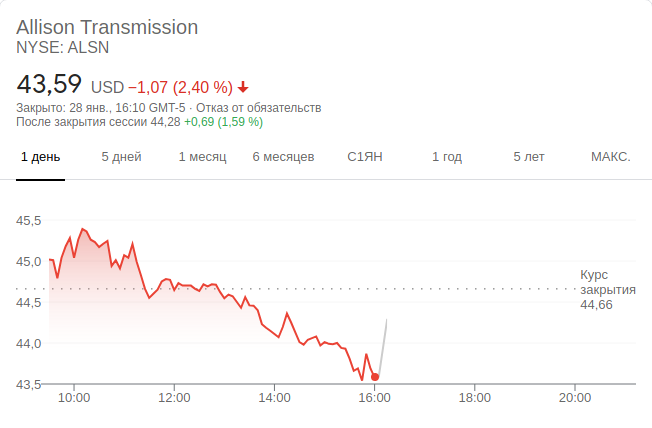 Allison Transmission
NYSE: ALSN
43,59 USD −1,07 (2,40 %)
Закрыто: 28 янв., 16:10 GMT-5 · Отказ от обязательств
После закрытия сессии 44,28 +0,69 (1,59 %)
1 день 5 дней 1 месяц 6 месяцев С1ЯН 1 год 5 лет МАКС.
45,5
45,0
44,5
44,0
43,5
Курс
закрытия
44,66
10:00 12:00 14:00 16:00 18:00 20:00